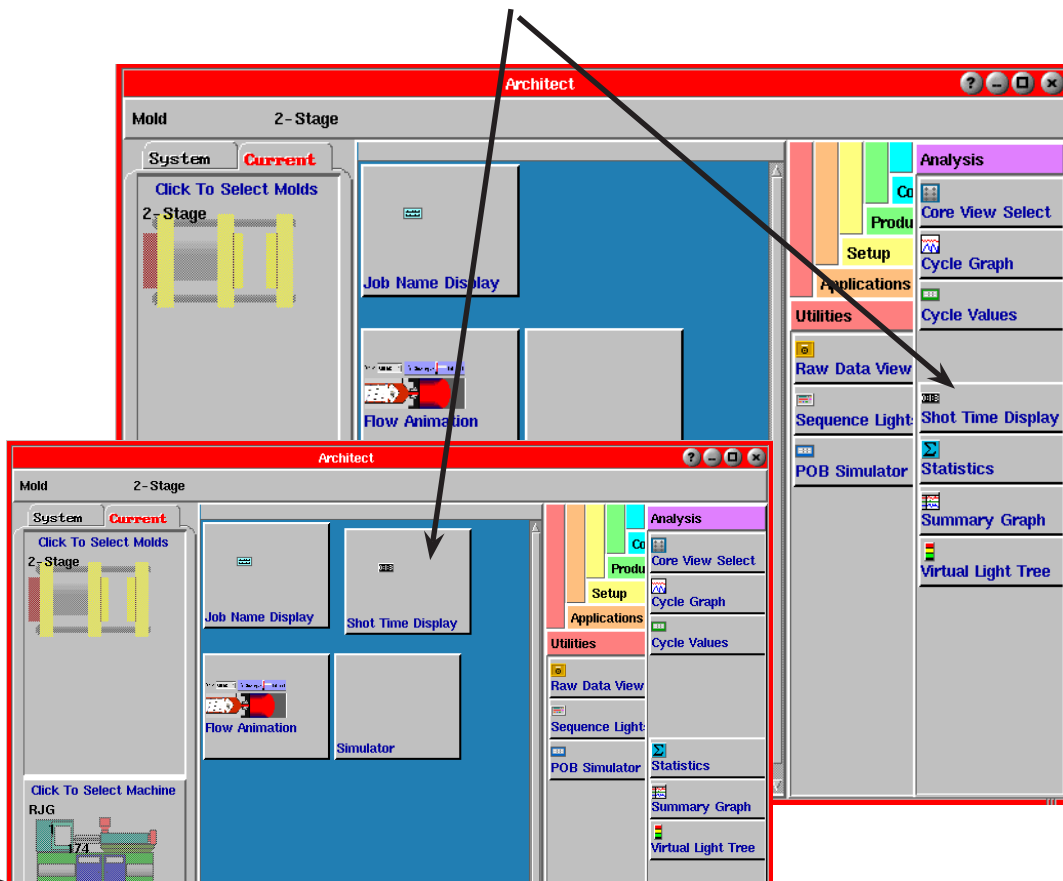 Architect
Mold 2-Stage
System Current
Click To Select Molds
2-Stage
Job Name Display
Flow Animation
Co
Produ
Setup
Applications
Utilities
Raw Data View
Sequence Light
POB Simulator
Analysis
Core View Select
Cycle Graph
Cycle Values
Shot Time Display
Statistics
Summary Graph
Virtual Light Tree
Architect
Mold 2-Stage
System Current
Click To Select Molds
2-Stage
Click To Select Machine
RJG
1
174
Job Name Display
Shot Time Display
Flow Animation
Simulator
Co
Produ
Setup
Applications
Utilities
Raw Data View
Sequence Light
POB Simulator
Analysis
Core View Select
Cycle Graph
Cycle Values
Statistics
Summary Graph
Virtual Light Tree